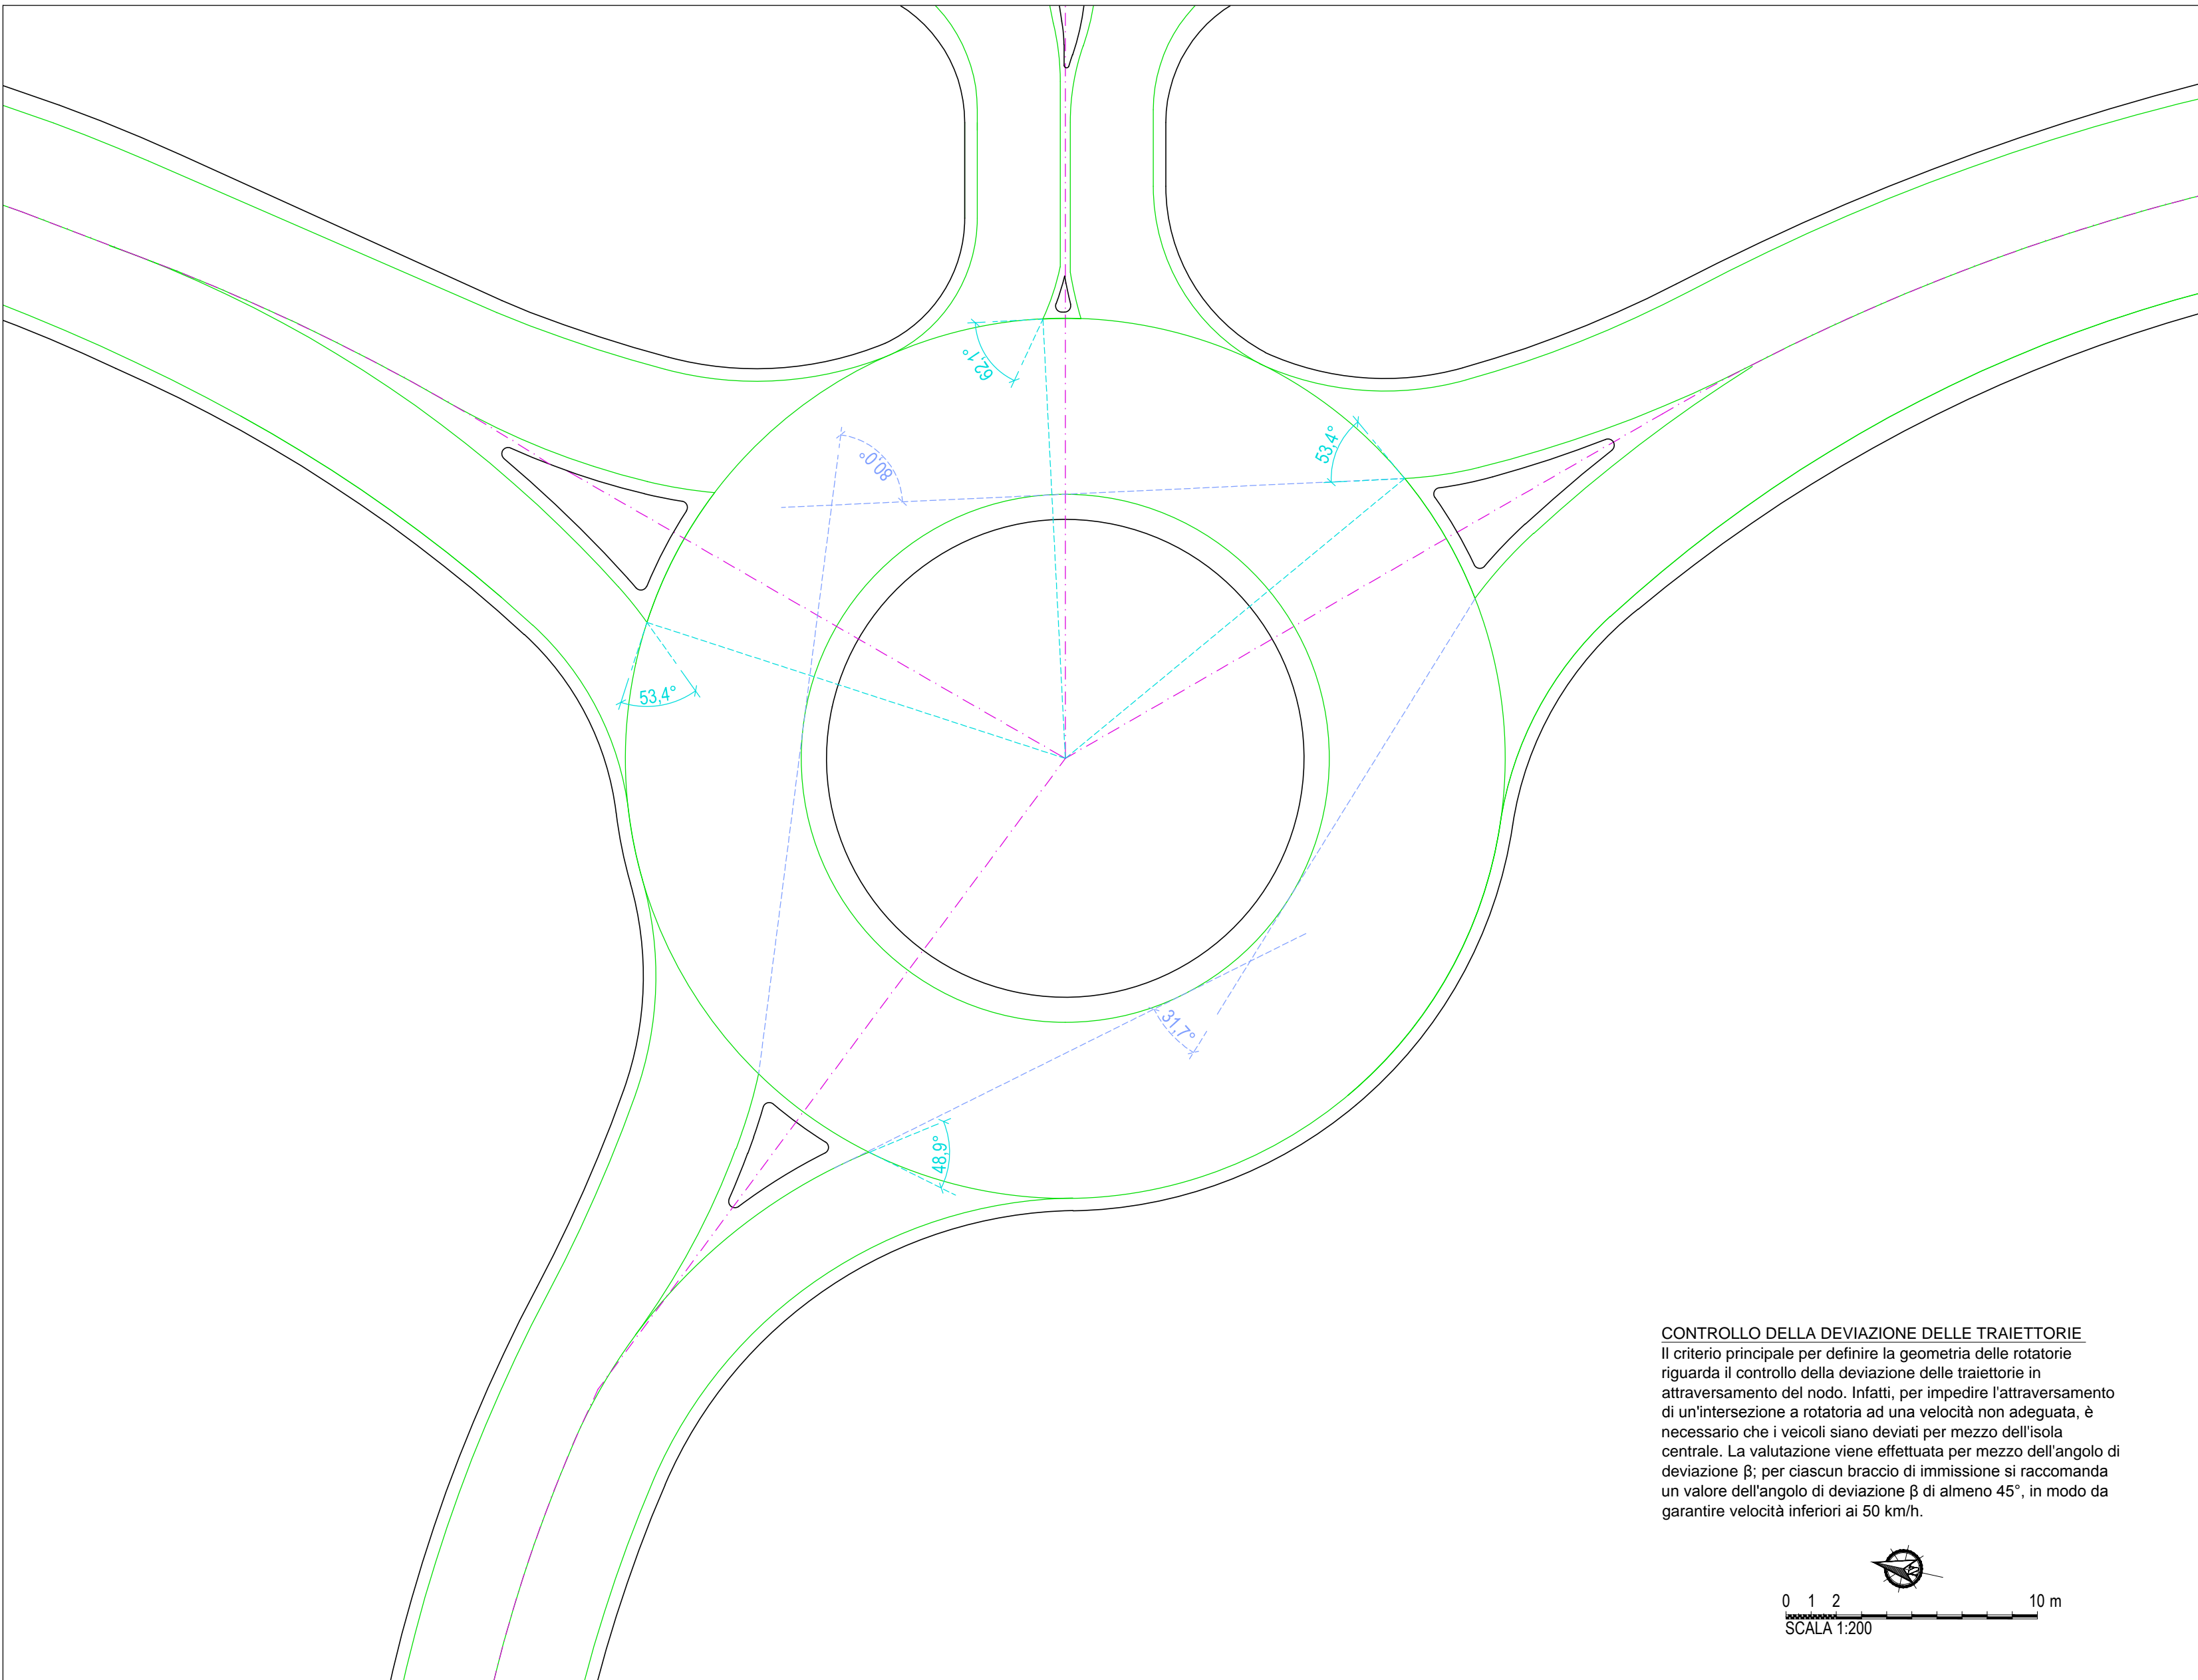 62,1°
53,4°
80,0°
53,4°
31,7°
48,9°
CONTROLLO DELLA DEVIAZIONE DELLE TRAIETTORIE
Il criterio principale per definire la geometria delle rotatorie
riguarda il controllo della deviazione delle traiettorie in
attraversamento del nodo. Infatti, per impedire l'attraversamento
di un'intersezione a rotatoria ad una velocità non adeguata, è
necessario che i veicoli siano deviati per mezzo dell'isola
centrale. La valutazione viene effettuata per mezzo dell'angolo di
deviazione β; per ciascun braccio di immissione si raccomanda
un valore dell'angolo di deviazione β di almeno 45°, in modo da
garantire velocità inferiori ai 50 km/h.
N
0 1 2 10 m
SCALA 1:200